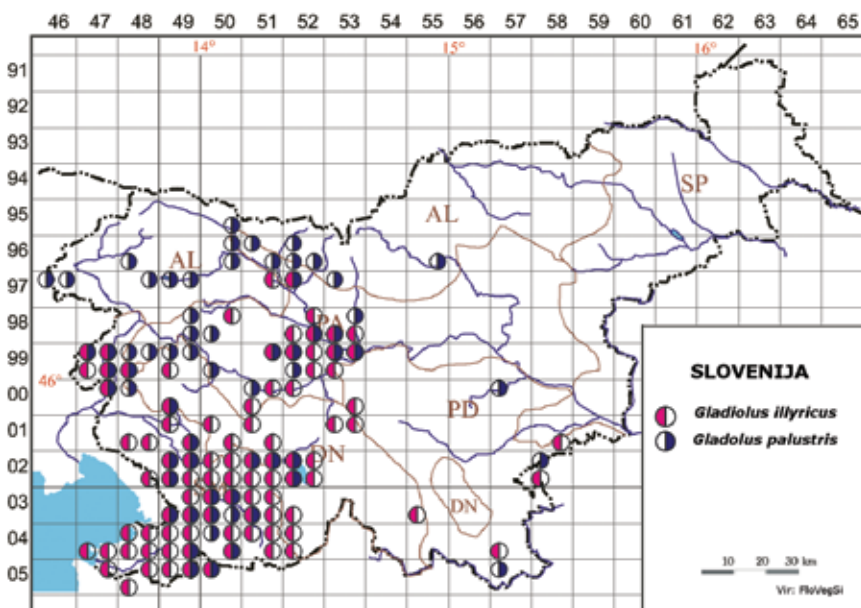 46 47 48 49 50 51 52 53 54 55 56 57 58 59 60 61 62 63 64 65
14° 15° 16°
91
92
93
94
SP
95
AL
96
AL
97
98
PA
99
46°
00
PD
01
DN
02
03
DN
04
05
SLOVENIJA
Gladiolus illyricus
Gladolus palustris
10 20 30 km
Vir: FloVegSi